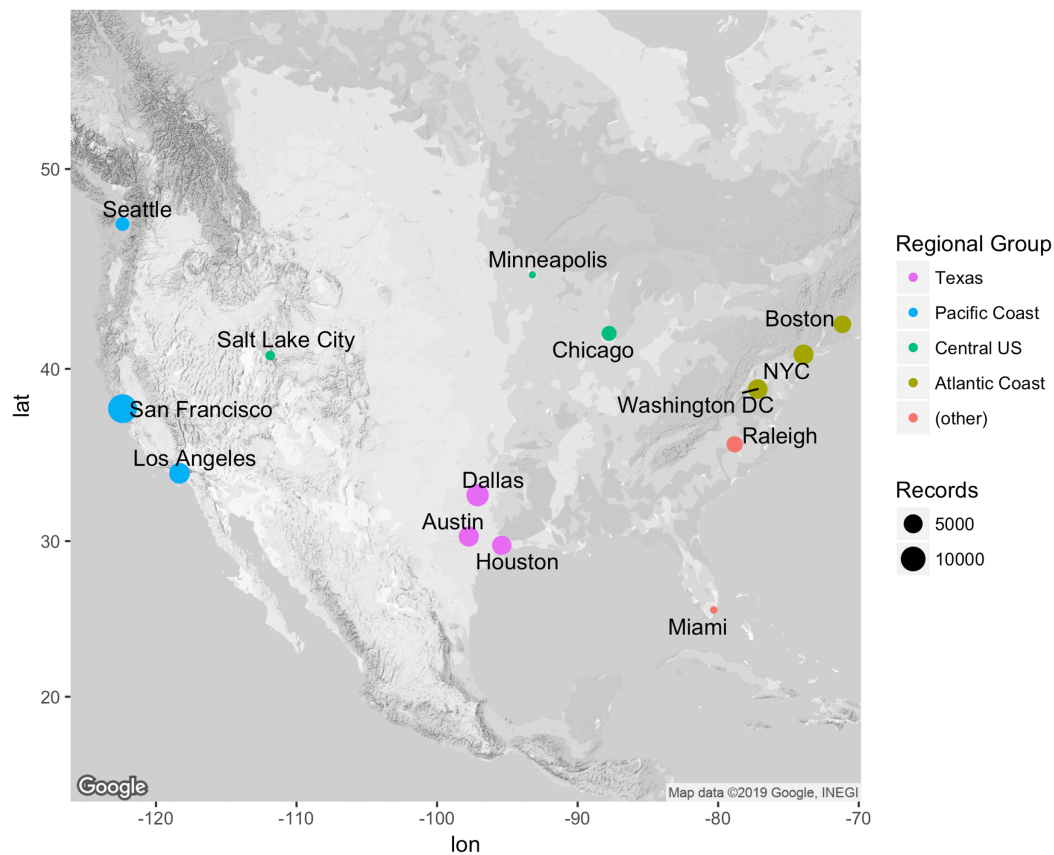 50
40
30
20
lat
-120
-110
-100
-90
-80
-70
lon
Seattle
Minneapolis
Boston
Salt Lake City
Chicago
NYC
Washington DC
San Francisco
Raleigh
Los Angeles
Dallas
Austin
Houston
Miami
Google
Map data ©2019 Google, INEGI
Regional Group
Texas
Pacific Coast
Central US
Atlantic Coast
(other)
Records
5000
10000